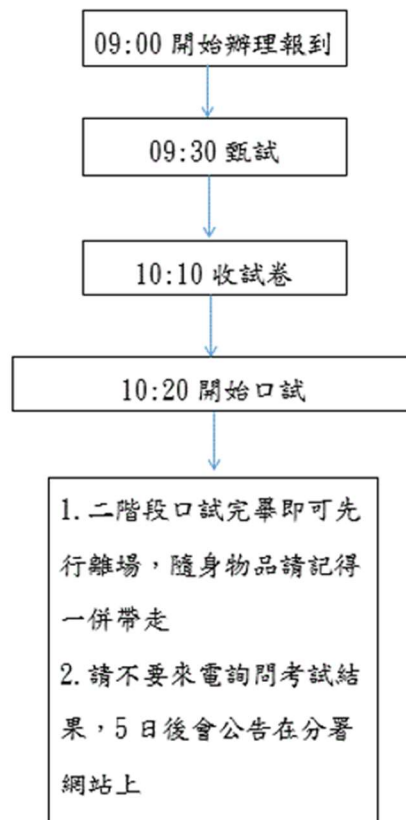 09:00 開始辦理報到
09:30 甄試
10:10 收試卷
10:20 開始口試
1.二階段口試完畢即可先
行離場，隨身物品請記得
一併帶走
2.請不要來電詢問考試結
果，5 日後會公告在分署
網站上